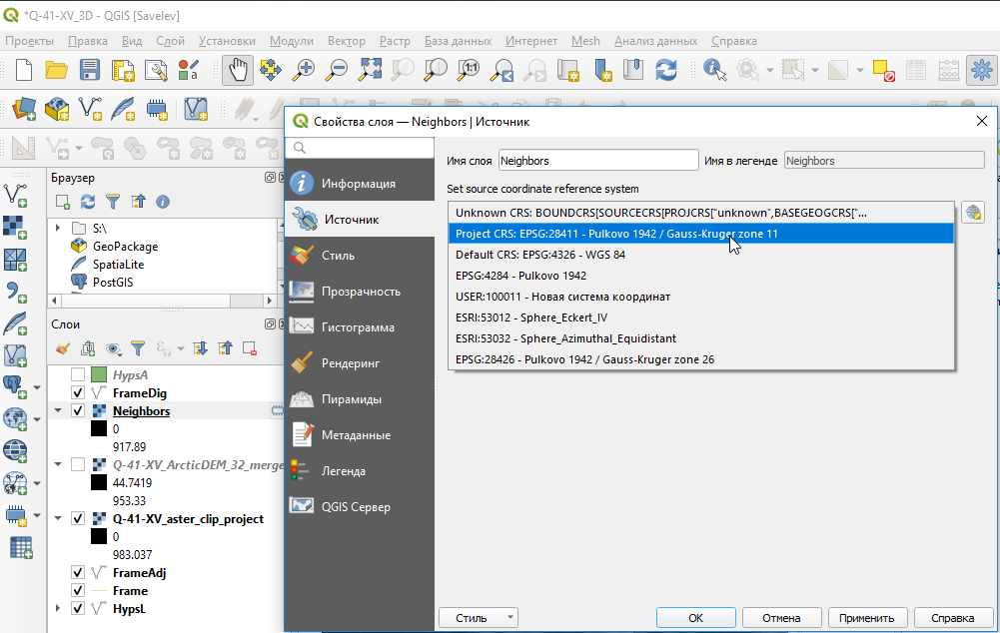 *Q-41-XV_3D - QGIS [Savelev]
Проекты Правка Вид Слой Установки Модули Вектор Растр База данных Интернет Mesh Анализ данных Справка
1:1
Свойства слоя — Neighbors | Источник
Имя слоя Neighbors Имя в легенде Neighbors
Set source coordinate reference system
Unknown CRS: BOUNDCRS[SOURCECRS[PROJCRS["unknown",BASEGEOGCRS["...
Project CRS: EPSG:28411 - Pulkovo 1942 / Gauss-Kruger zone 11
Default CRS: EPSG:4326 - WGS 84
EPSG:4284 - Pulkovo 1942
USER:100011 - Новая система координат
ESRI:53012 - Sphere_Eckert_IV
ESRI:53032 - Sphere_Azimuthal_Equidistant
EPSG:28426 - Pulkovo 1942 / Gauss-Kruger zone 26
Информация
Источник
Стиль
Прозрачность
Гистограмма
Рендеринг
Пирамиды
Метаданные
Легенда
QGIS Сервер
Браузер
S:\
GeoPackage
SpatiaLite
PostGIS
Слои
HypsA
FrameDig
Neighbors
0
917.89
Q-41-XV_ArcticDEM_32_merge
44.7419
953.33
Q-41-XV_aster_clip_project
0
983.037
FrameAdj
Frame
HypsL
Стиль OK Отмена Применить Справка